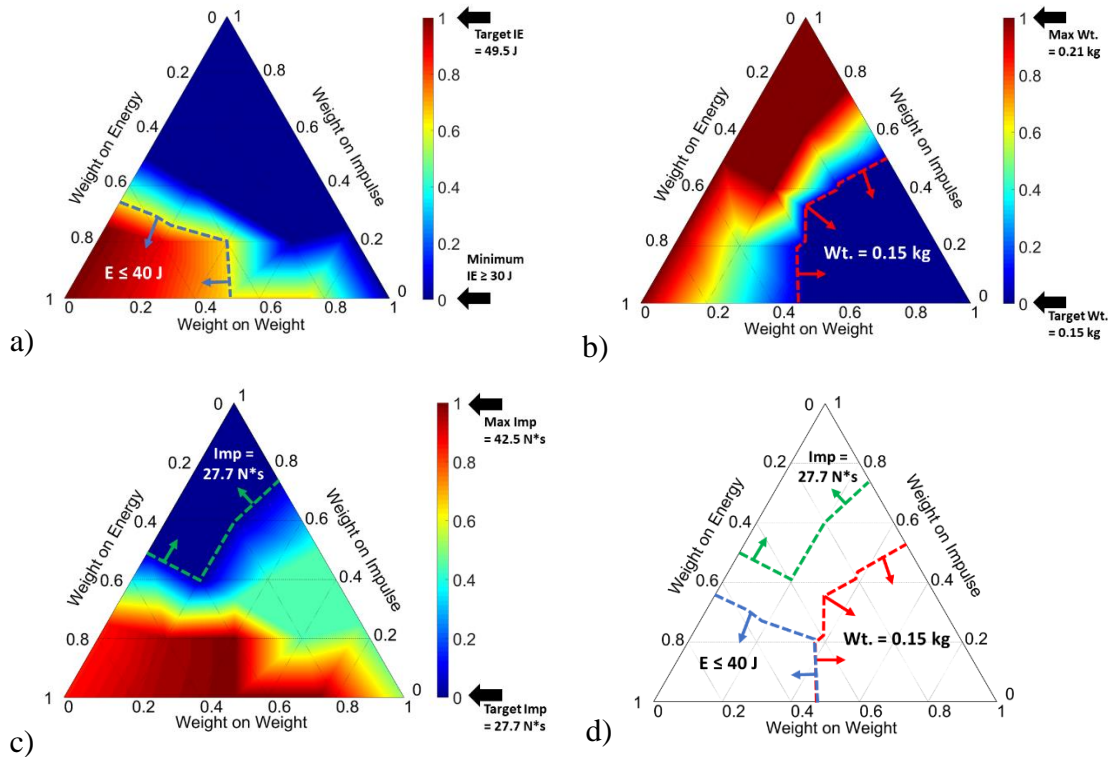 0 1
1 Target IE
= 49.5 J
0.2 0.8
0.8
Weight on Energy
Weight on Impulse
0.4 0.6
0.6
0.6 0.4
0.4
0.8 0.2
0.2
E ≤ 40 J
Minimum
IE ≥ 30 J
1 0
0
0 0.2 0.4 0.6 0.8 1
Weight on Weight
a)
0 1
1 Max Wt.
= 0.21 kg
0.2 0.8
0.8
Weight on Energy
Weight on Impulse
0.4 0.6
0.6
0.6 0.4
0.4
0.8 0.2
0.2
Wt. = 0.15 kg
1 0
0 Target Wt.
= 0.15 kg
0 0.2 0.4 0.6 0.8 1
Weight on Weight
b)
0 1
1 Max Imp
= 42.5 N*s
Imp =
27.7 N*s
0.2 0.8
0.8
Weight on Energy
Weight on Impulse
0.4 0.6
0.6
0.6 0.4
0.4
0.8 0.2
0.2
1 0
0 Target Imp
= 27.7 N*s
0 0.2 0.4 0.6 0.8 1
Weight on Weight
c)
0 1
Imp =
27.7 N*s
0.2 0.8
Weight on Energy
Weight on Impulse
0.4 0.6
0.6 0.4
0.8 0.2
E ≤ 40 J
Wt. = 0.15 kg
1 0
0 0.2 0.4 0.6 0.8 1
Weight on Weight
d)